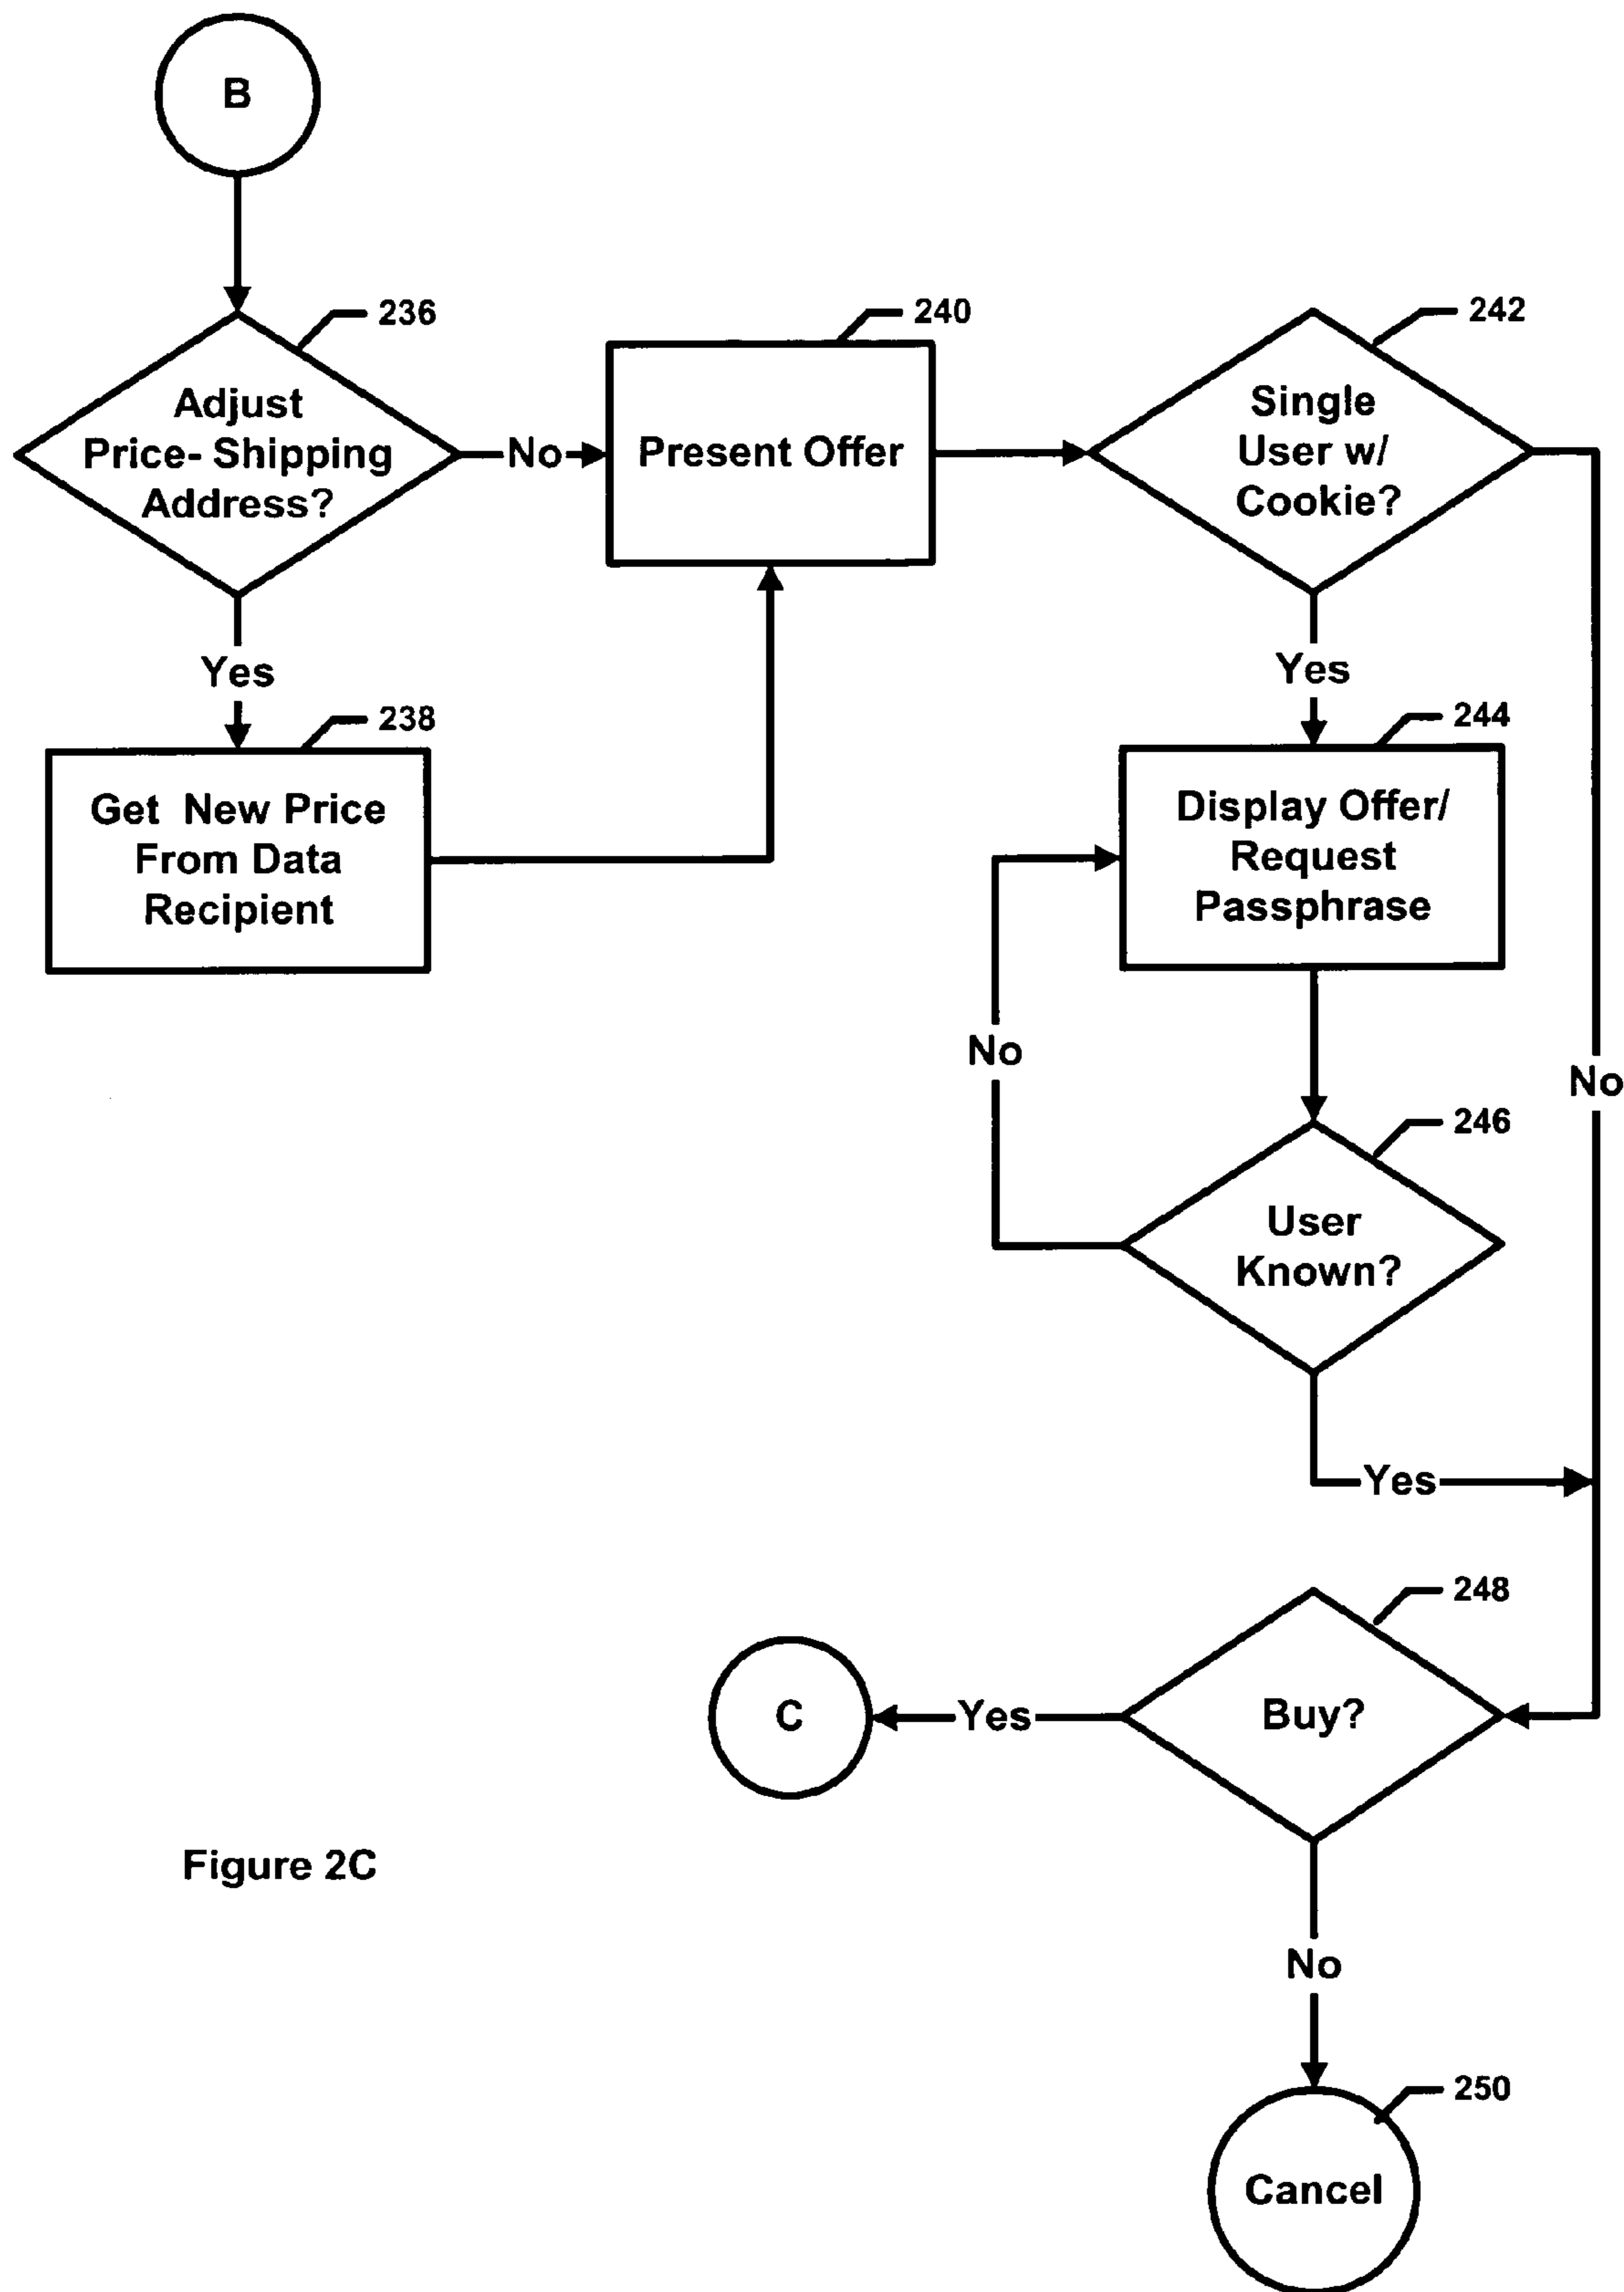 B
236
Adjust
Price- Shipping
Address?
No
240
Present Offer
242
Single
User w/
Cookie?
Yes
238
Get New Price
From Data
Recipient
Yes
244
Display Offer/
Request
Passphrase
No
No
246
User
Known?
Yes
248
Buy?
Yes
C
Figure 2C
No
250
Cancel